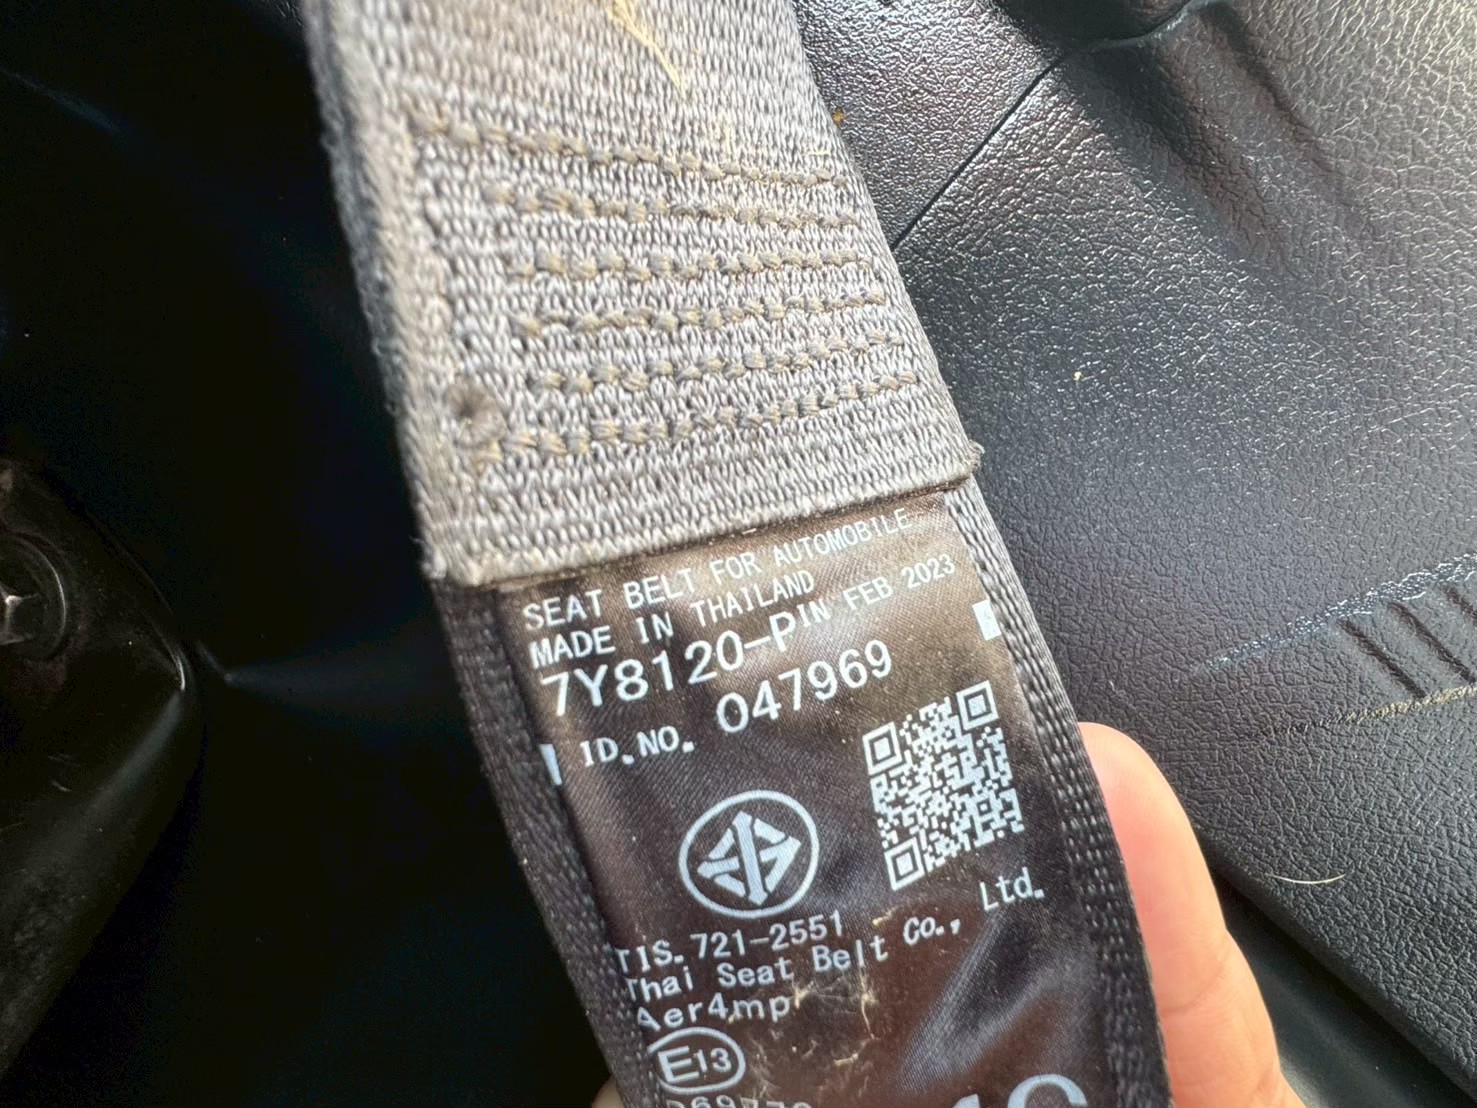 SEAT BELT FOR AUTOMOBILE
MADE IN THAILAND
7Y8120-PIN FEB 2023
ID.NO. 047969
TIS.721-2551
Thai Seat Belt Co., Ltd.
Aer4mp
E13